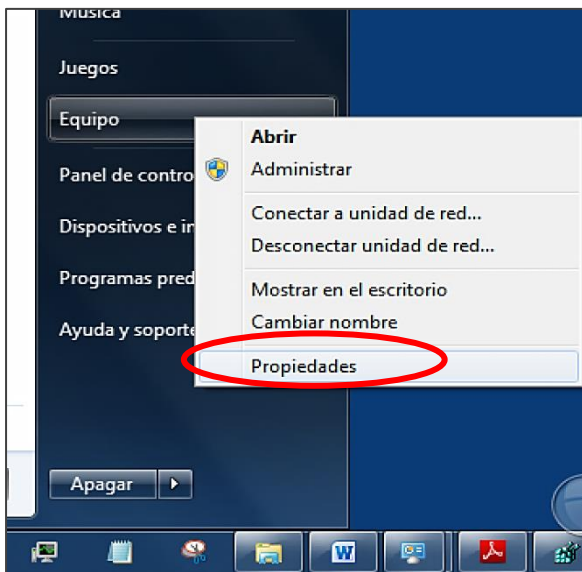 Música
Juegos
Equipo
Panel de contro
Dispositivos e in
Programas pred
Ayuda y soporte
Apagar
Abrir
Administrar
Conectar a unidad de red...
Desconectar unidad de red...
Mostrar en el escritorio
Cambiar nombre
Propiedades
W